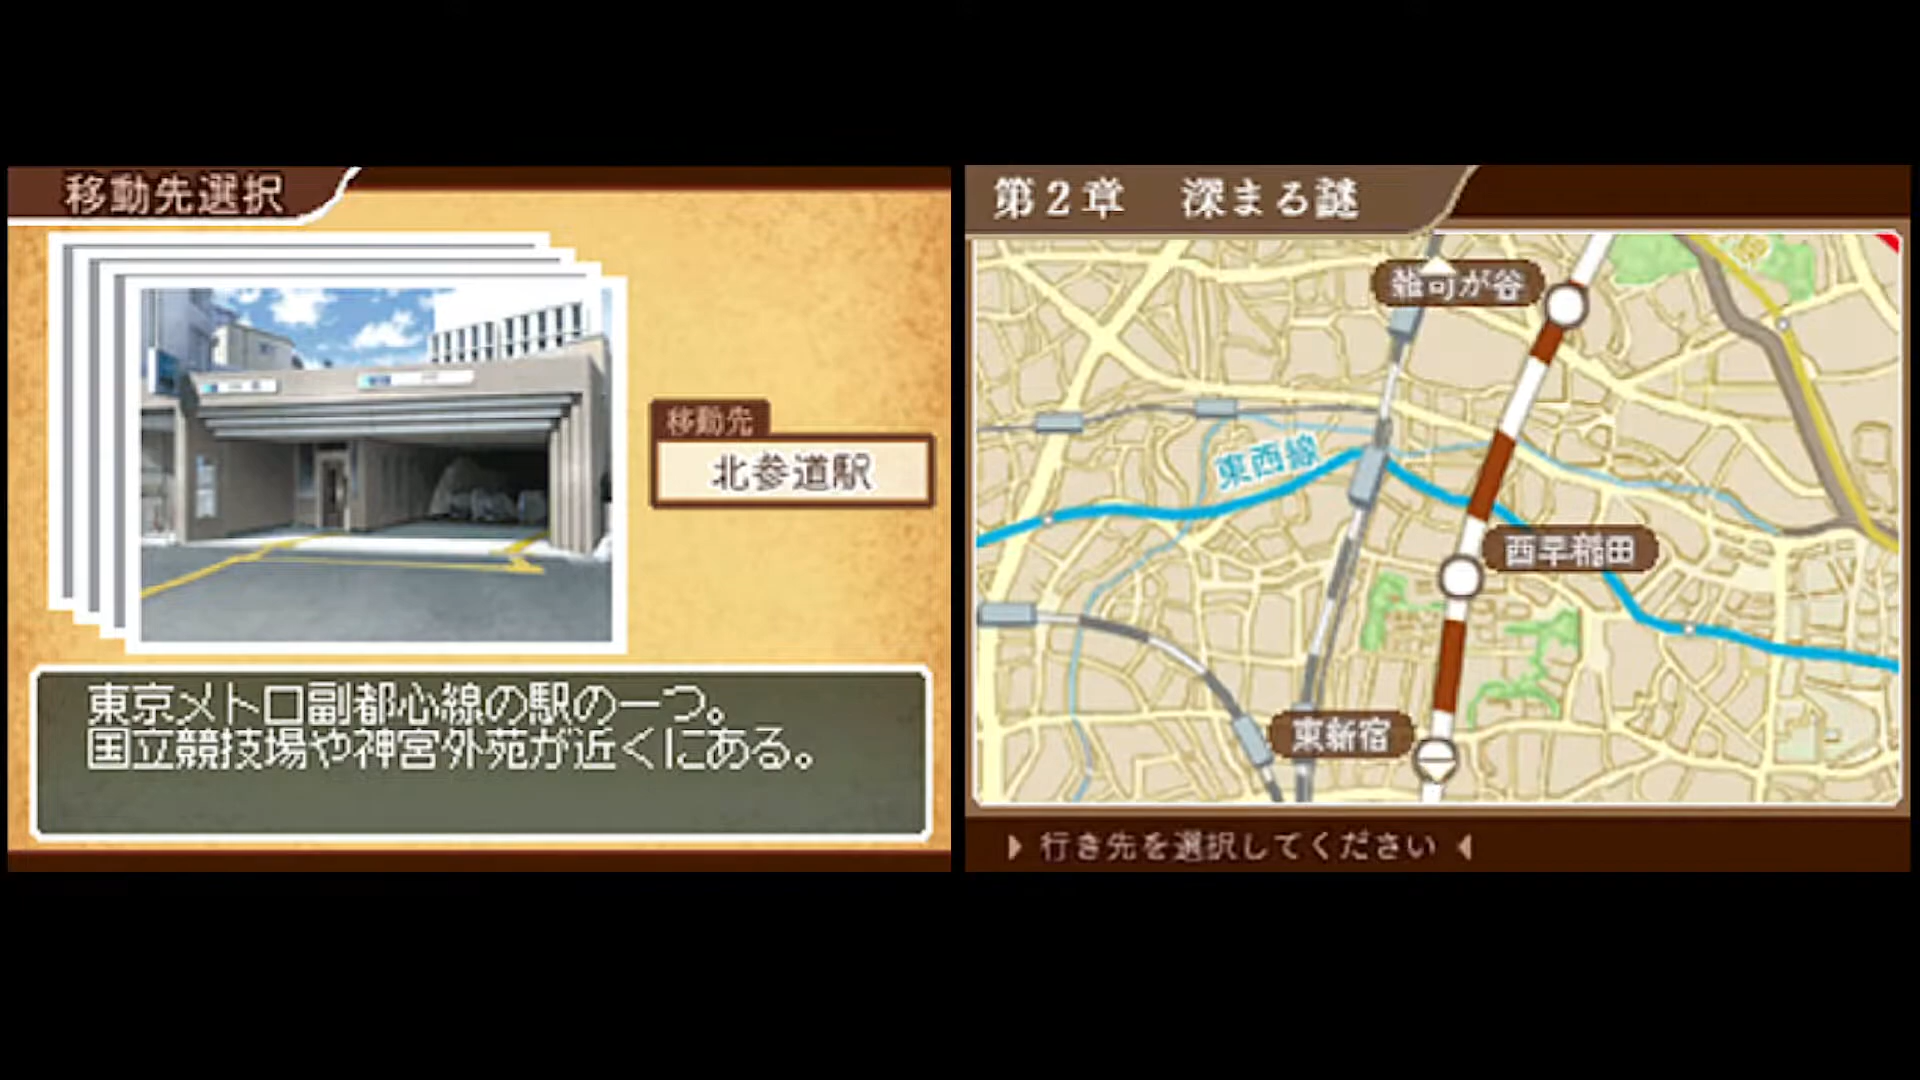 移動先選択
移動先
北参道駅
東京メトロ副都心線の駅の一つ。
国立競技場や神宮外苑が近くにある。
第2章 深まる謎
雑司が谷
東西線
西早稲田
東新宿
行き先を選択してください